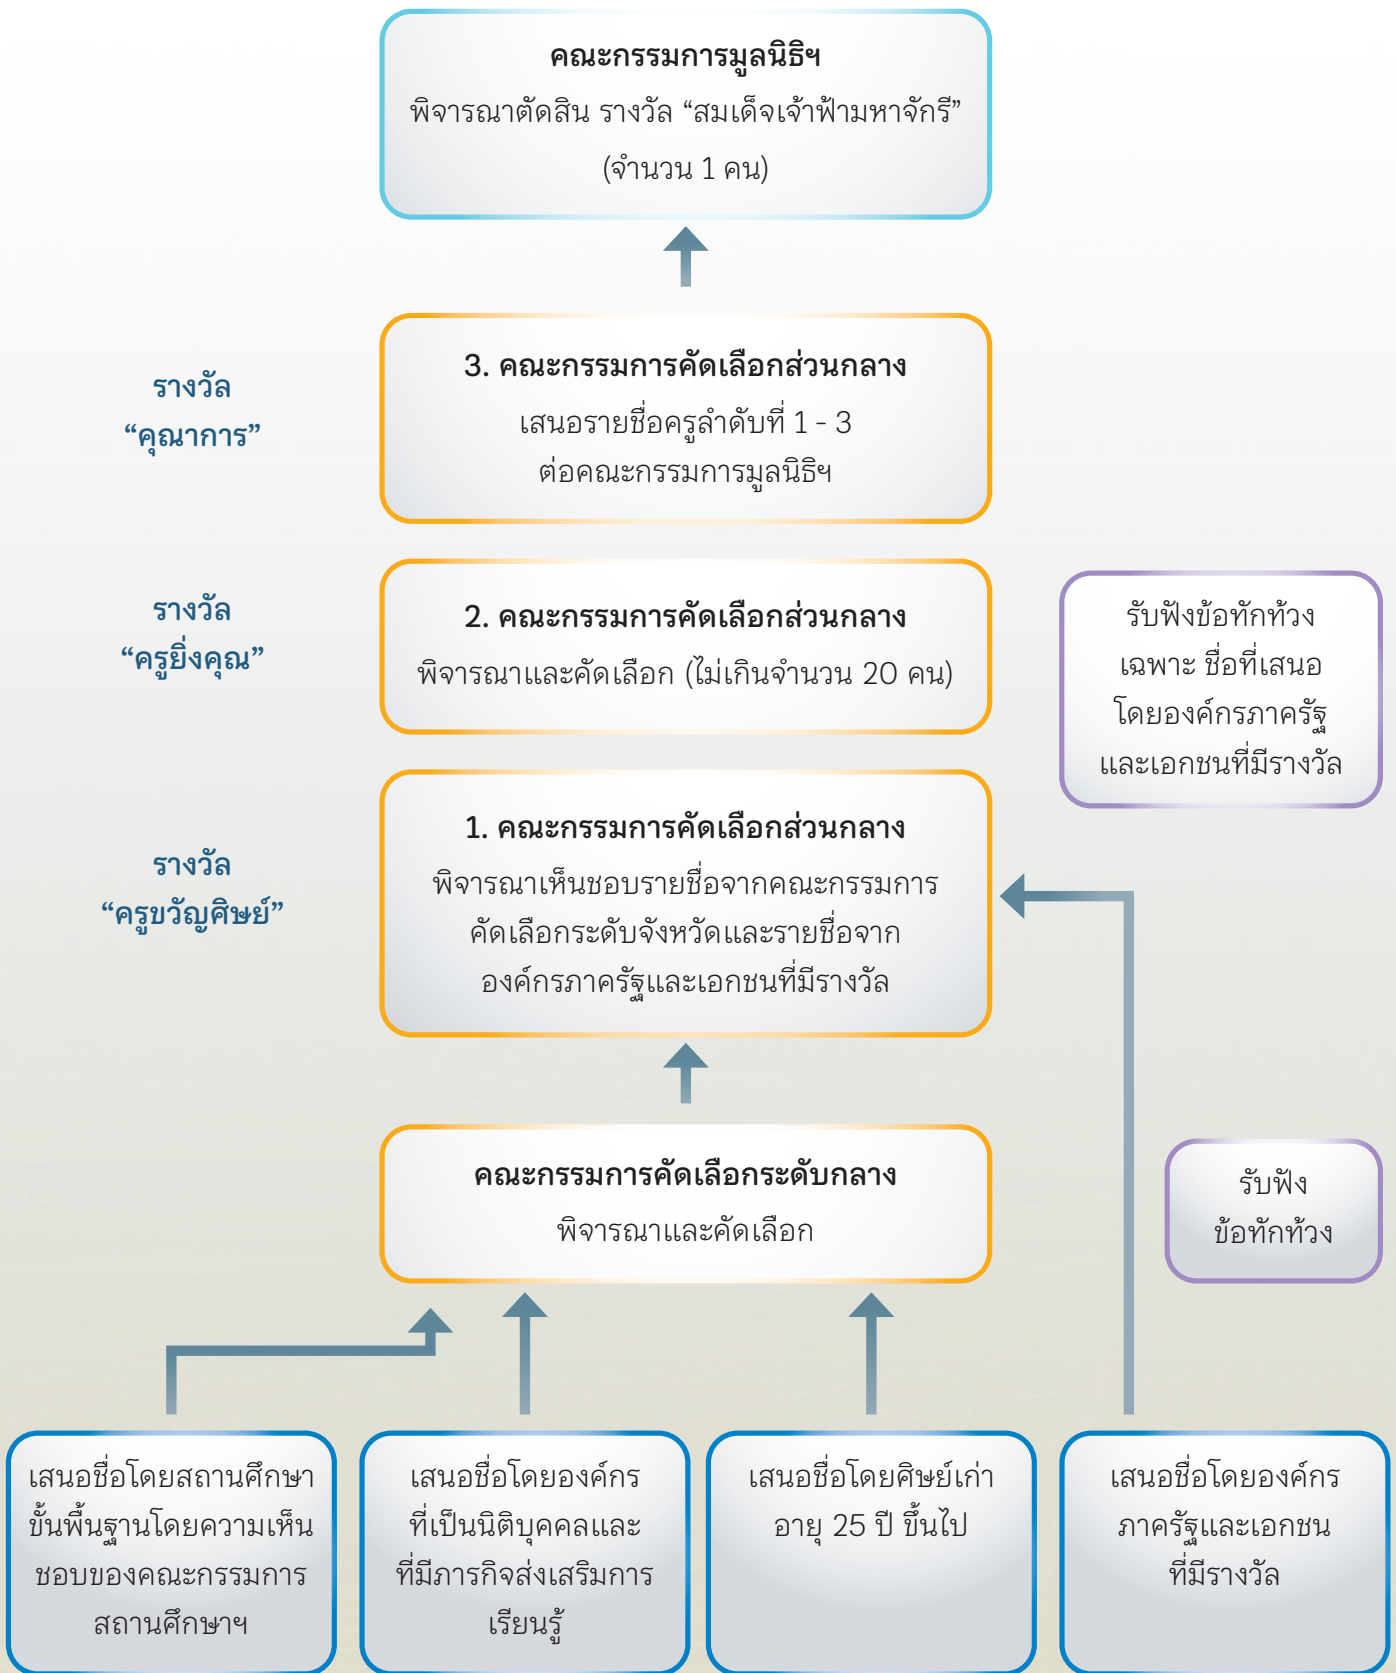 คณะกรรมการมูลนิธิฯ
พิจารณาตัดสิน รางวัล “สมเด็จเจ้าฟ้ามหาจักรี”
(จำนวน 1 คน)
รางวัล
“คุณาการ”
3. คณะกรรมการคัดเลือกส่วนกลาง
เสนอรายชื่อครูลำดับที่ 1 - 3
ต่อคณะกรรมการมูลนิธิฯ
รางวัล
“ครูยิ่งคุณ”
2. คณะกรรมการคัดเลือกส่วนกลาง
พิจารณาและคัดเลือก (ไม่เกินจำนวน 20 คน)
รับฟังข้อทักท้วง
เฉพาะ ชื่อที่เสนอ
โดยองค์กรภาครัฐ
และเอกชนที่มีรางวัล
รางวัล
“ครูขวัญศิษย์”
1. คณะกรรมการคัดเลือกส่วนกลาง
พิจารณาเห็นชอบรายชื่อจากคณะกรรมการ
คัดเลือกระดับจังหวัดและรายชื่อจาก
องค์กรภาครัฐและเอกชนที่มีรางวัล
คณะกรรมการคัดเลือกระดับกลาง
พิจารณาและคัดเลือก
รับฟัง
ข้อทักท้วง
เสนอชื่อโดยสถานศึกษา
ขั้นพื้นฐานโดยความเห็น
ชอบของคณะกรรมการ
สถานศึกษาฯ
เสนอชื่อโดยองค์กร
ที่เป็นนิติบุคคลและ
ที่มีภารกิจส่งเสริมการ
เรียนรู้
เสนอชื่อโดยศิษย์เก่า
อายุ 25 ปี ขึ้นไป
เสนอชื่อโดยองค์กร
ภาครัฐและเอกชน
ที่มีรางวัล